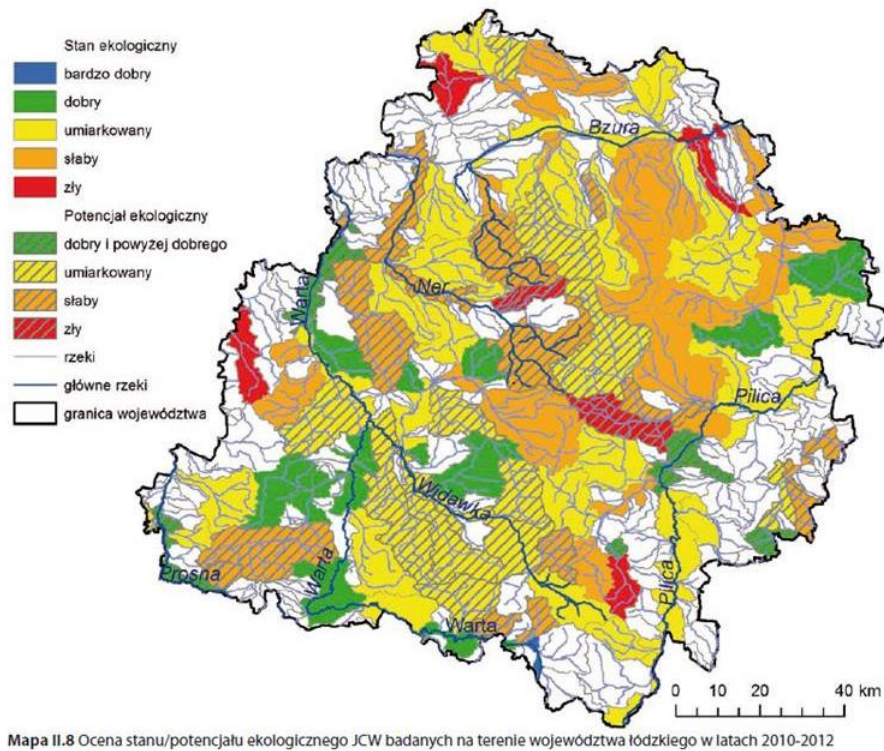 Stan ekologiczny
bardzo dobry
dobry
umiarkowany
słaby
zły
Potencjał ekologiczny
dobry i powyżej dobrego
umiarkowany
słaby
zły
rzeki
główne rzeki
granica województwa
Bzura
Ner
Warta
Pilica
Widawka
Prosna
Warta
Pilica
Warta
0 10 20 40 km
Mapa II.8 Ocena stanu/potencjału ekologicznego JCW badanych na terenie województwa łódzkiego w latach 2010-2012